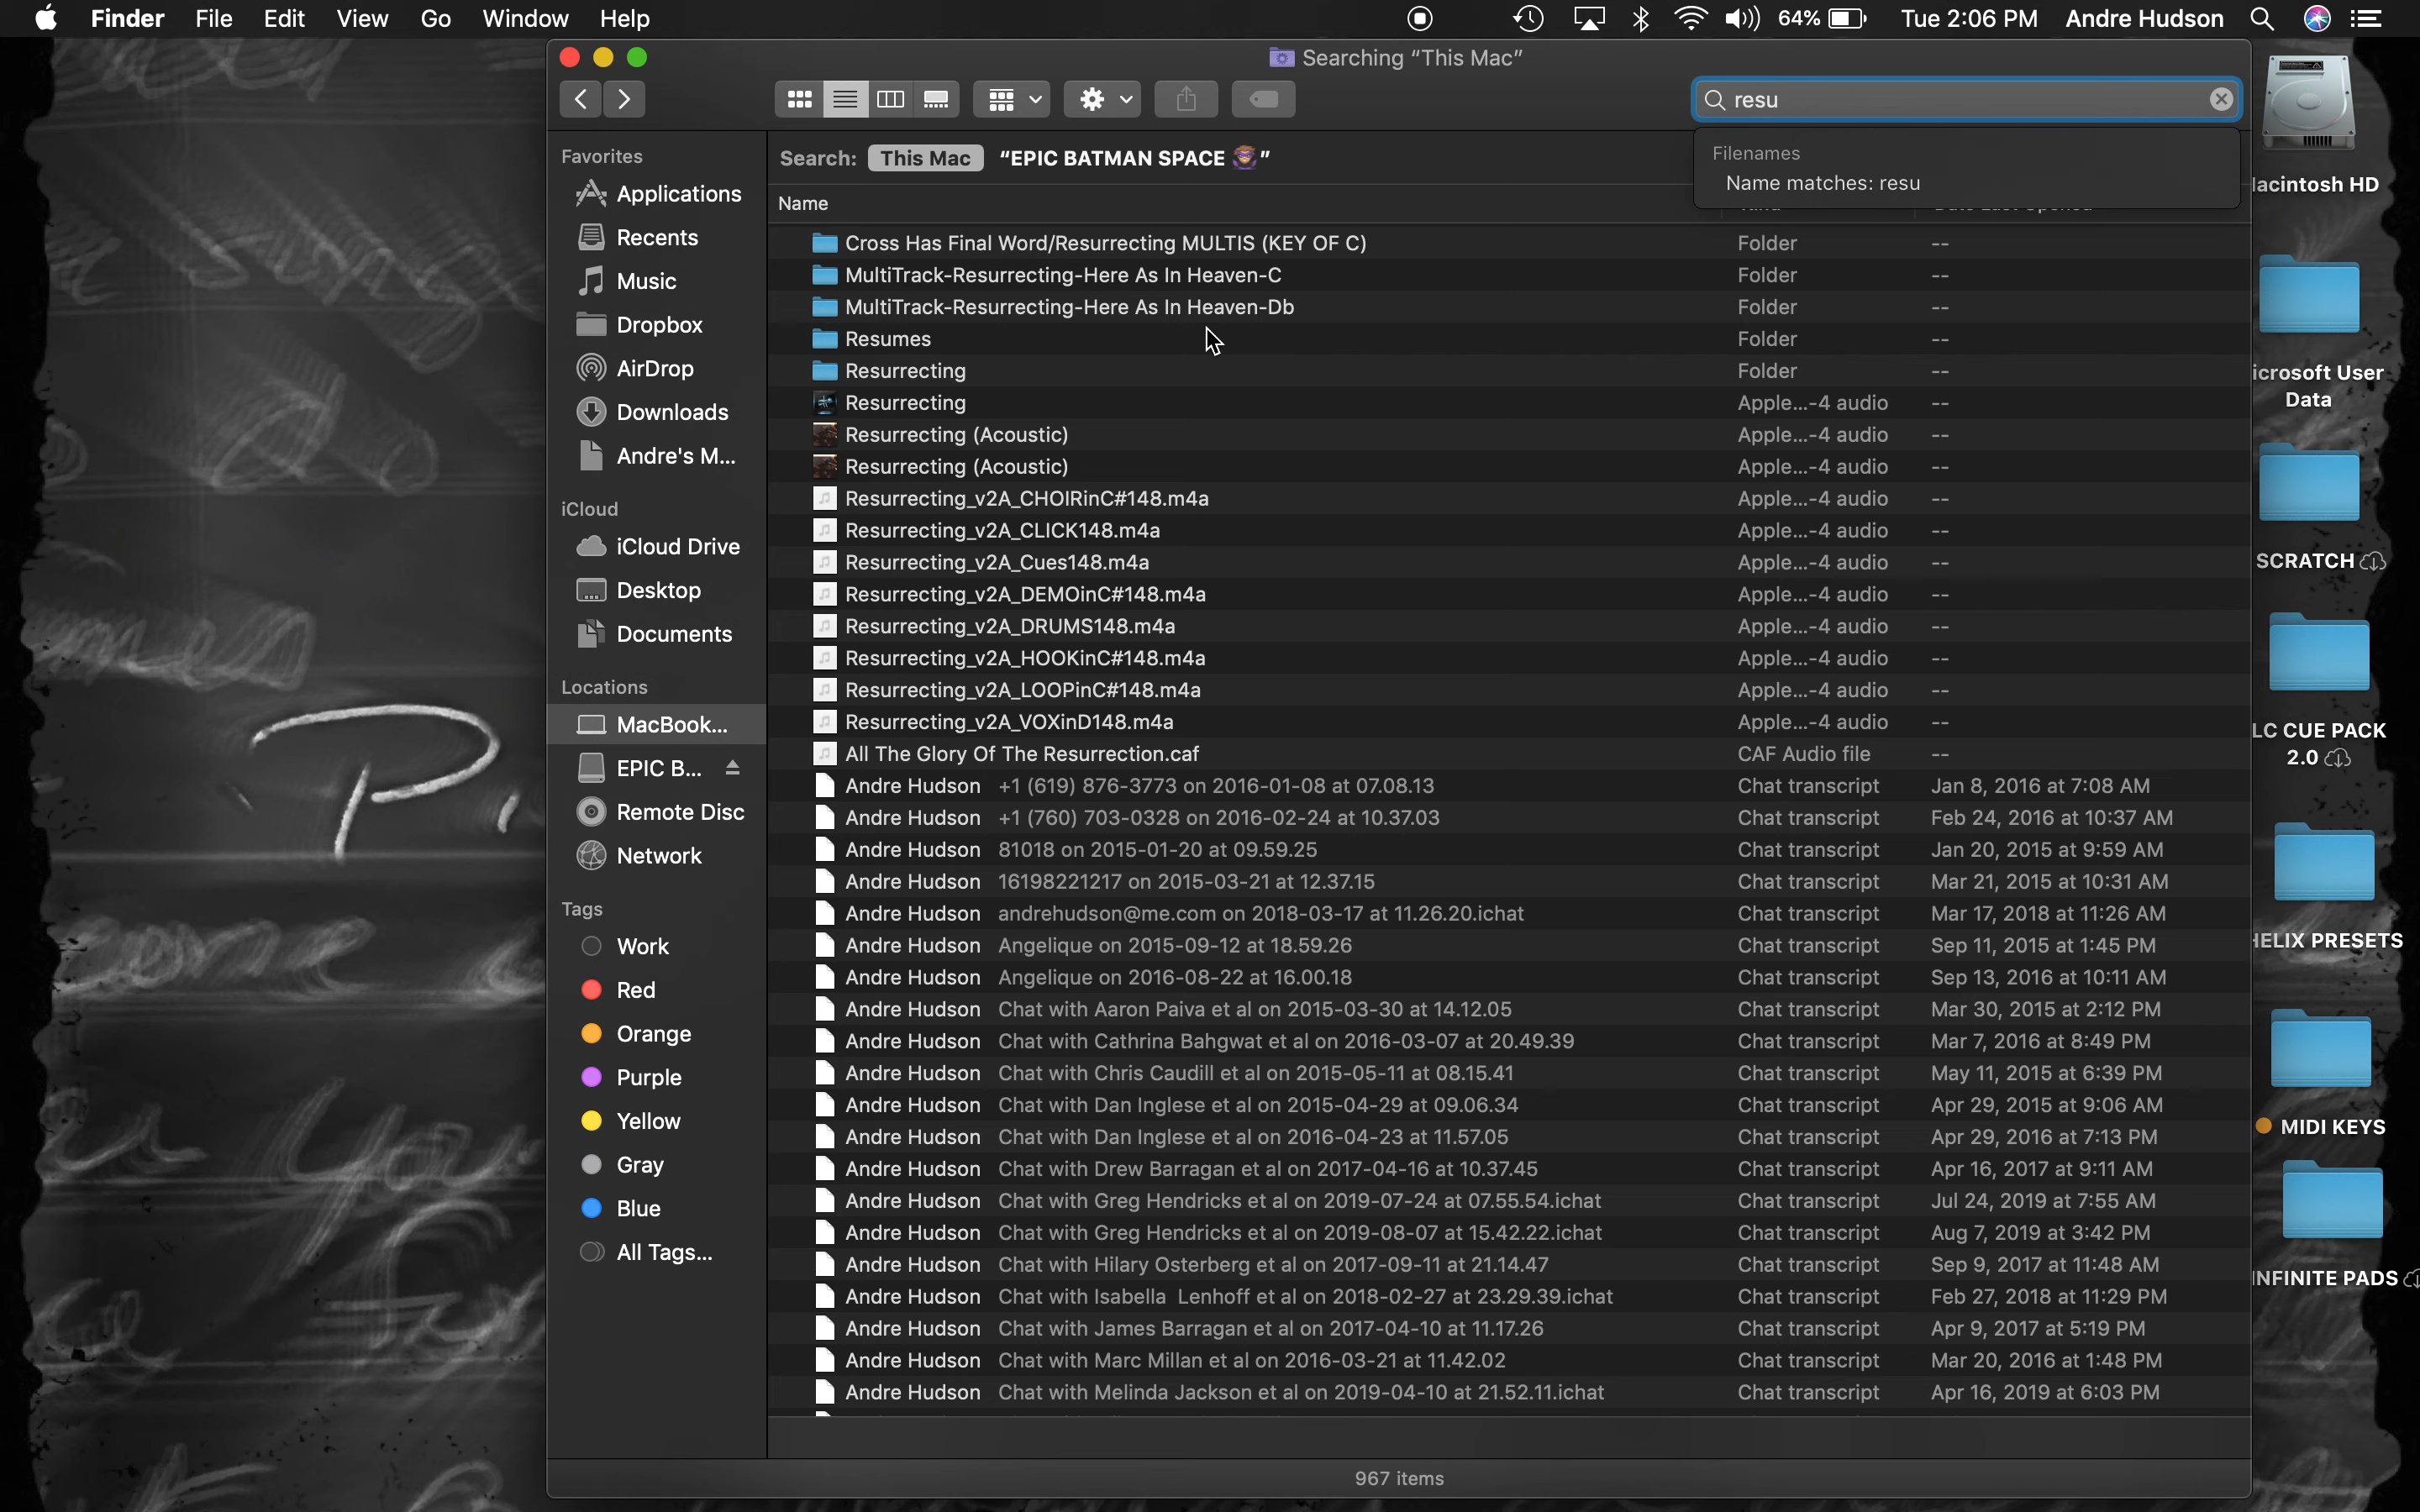 Finder File Edit View Go Window Help 64% Tue 2:06 PM Andre Hudson
Searching “This Mac”
resu
Filenames
Name matches: resu
Search: This Mac “EPIC BATMAN SPACE 🦹🏽”
Name
Favorites
Applications
Recents
Music
Dropbox
AirDrop
Downloads
Andre's M...
iCloud
iCloud Drive
Desktop
Documents
Locations
MacBook...
EPIC B...
Remote Disc
Network
Tags
Work
Red
Orange
Purple
Yellow
Gray
Blue
All Tags...
Cross Has Final Word/Resurrecting MULTIS (KEY OF C) Folder --
MultiTrack-Resurrecting-Here As In Heaven-C Folder --
MultiTrack-Resurrecting-Here As In Heaven-Db Folder --
Resumes Folder --
Resurrecting Folder --
Resurrecting Apple...-4 audio --
Resurrecting (Acoustic) Apple...-4 audio --
Resurrecting (Acoustic) Apple...-4 audio --
Resurrecting_v2A_CHOIRinC#148.m4a Apple...-4 audio --
Resurrecting_v2A_CLICK148.m4a Apple...-4 audio --
Resurrecting_v2A_Cues148.m4a Apple...-4 audio --
Resurrecting_v2A_DEMOinC#148.m4a Apple...-4 audio --
Resurrecting_v2A_DRUMS148.m4a Apple...-4 audio --
Resurrecting_v2A_HOOKinC#148.m4a Apple...-4 audio --
Resurrecting_v2A_LOOPinC#148.m4a Apple...-4 audio --
Resurrecting_v2A_VOXinD148.m4a Apple...-4 audio --
All The Glory Of The Resurrection.caf CAF Audio file --
Andre Hudson +1 (619) 876-3773 on 2016-01-08 at 07.08.13 Chat transcript Jan 8, 2016 at 7:08 AM
Andre Hudson +1 (760) 703-0328 on 2016-02-24 at 10.37.03 Chat transcript Feb 24, 2016 at 10:37 AM
Andre Hudson 81018 on 2015-01-20 at 09.59.25 Chat transcript Jan 20, 2015 at 9:59 AM
Andre Hudson 16198221217 on 2015-03-21 at 12.37.15 Chat transcript Mar 21, 2015 at 10:31 AM
Andre Hudson andrehudson@me.com on 2018-03-17 at 11.26.20.ichat Chat transcript Mar 17, 2018 at 11:26 AM
Andre Hudson Angelique on 2015-09-12 at 18.59.26 Chat transcript Sep 11, 2015 at 1:45 PM
Andre Hudson Angelique on 2016-08-22 at 16.00.18 Chat transcript Sep 13, 2016 at 10:11 AM
Andre Hudson Chat with Aaron Paiva et al on 2015-03-30 at 14.12.05 Chat transcript Mar 30, 2015 at 2:12 PM
Andre Hudson Chat with Cathrina Bahgwat et al on 2016-03-07 at 20.49.39 Chat transcript Mar 7, 2016 at 8:49 PM
Andre Hudson Chat with Chris Caudill et al on 2015-05-11 at 08.15.41 Chat transcript May 11, 2015 at 6:39 PM
Andre Hudson Chat with Dan Inglese et al on 2015-04-29 at 09.06.34 Chat transcript Apr 29, 2015 at 9:06 AM
Andre Hudson Chat with Dan Inglese et al on 2016-04-23 at 11.57.05 Chat transcript Apr 29, 2016 at 7:13 PM
Andre Hudson Chat with Drew Barragan et al on 2017-04-16 at 10.37.45 Chat transcript Apr 16, 2017 at 9:11 AM
Andre Hudson Chat with Greg Hendricks et al on 2019-07-24 at 07.55.54.ichat Chat transcript Jul 24, 2019 at 7:55 AM
Andre Hudson Chat with Greg Hendricks et al on 2019-08-07 at 15.42.22.ichat Chat transcript Aug 7, 2019 at 3:42 PM
Andre Hudson Chat with Hilary Osterberg et al on 2017-09-11 at 21.14.47 Chat transcript Sep 9, 2017 at 11:48 AM
Andre Hudson Chat with Isabella Lenhoff et al on 2018-02-27 at 23.29.39.ichat Chat transcript Feb 27, 2018 at 11:29 PM
Andre Hudson Chat with James Barragan et al on 2017-04-10 at 11.17.26 Chat transcript Apr 9, 2017 at 5:19 PM
Andre Hudson Chat with Marc Millan et al on 2016-03-21 at 11.42.02 Chat transcript Mar 20, 2016 at 1:48 PM
Andre Hudson Chat with Melinda Jackson et al on 2019-04-10 at 21.52.11.ichat Chat transcript Apr 16, 2019 at 6:03 PM
967 items
acintosh HD
icrosoft User
Data
SCRATCH
LC CUE PACK
2.0
HELIX PRESETS
MIDI KEYS
NFINITE PADS